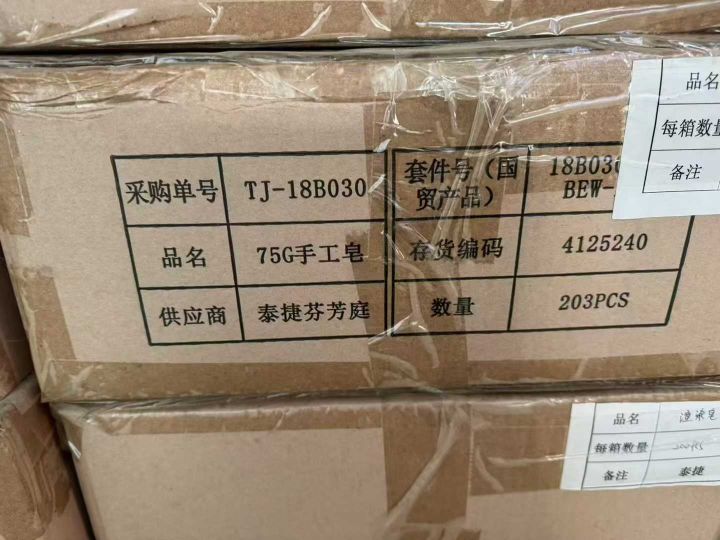 品名
每箱数量
备注
采购单号 TJ-18B030 套件号（国贸产品） 18B030 BEW-
品名 75G手工皂 存货编码 4125240
供应商 泰捷芬芳庭 数量 203PCS
品名
每箱数量
备注 泰捷